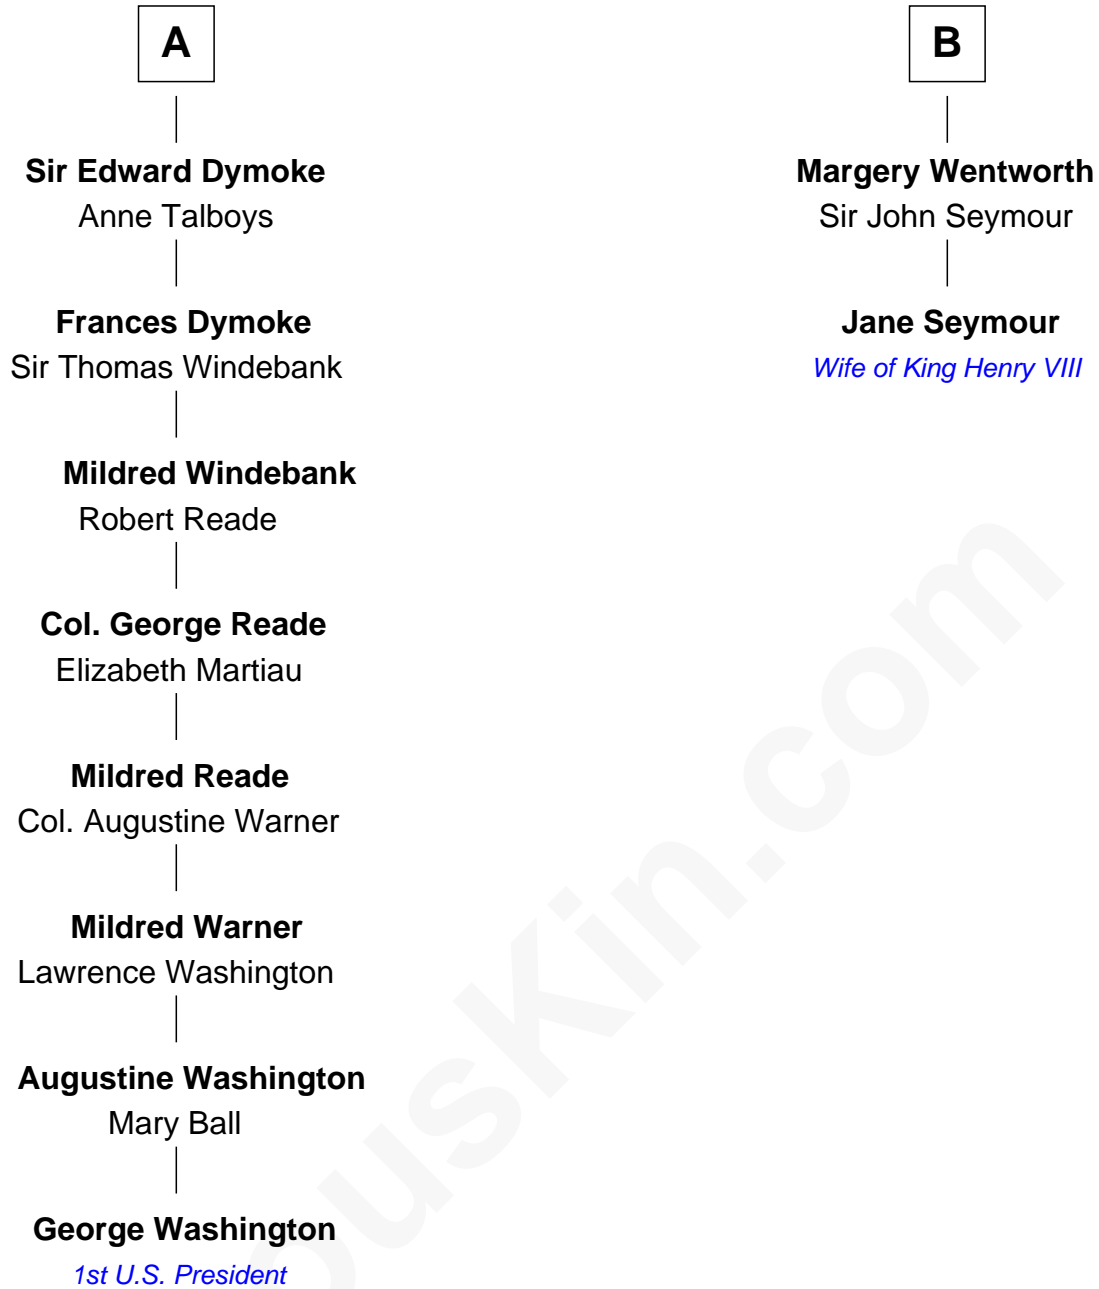 A
Sir Edward Dymoke
Anne Talboys
Frances Dymoke
Sir Thomas Windebank
Mildred Windebank
Robert Reade
Col. George Reade
Elizabeth Martiau
Mildred Reade
Col. Augustine Warner
Mildred Warner
Lawrence Washington
Augustine Washington
Mary Ball
George Washington
1st U.S. President
B
Margery Wentworth
Sir John Seymour
Jane Seymour
Wife of King Henry VIII
ousKin.com